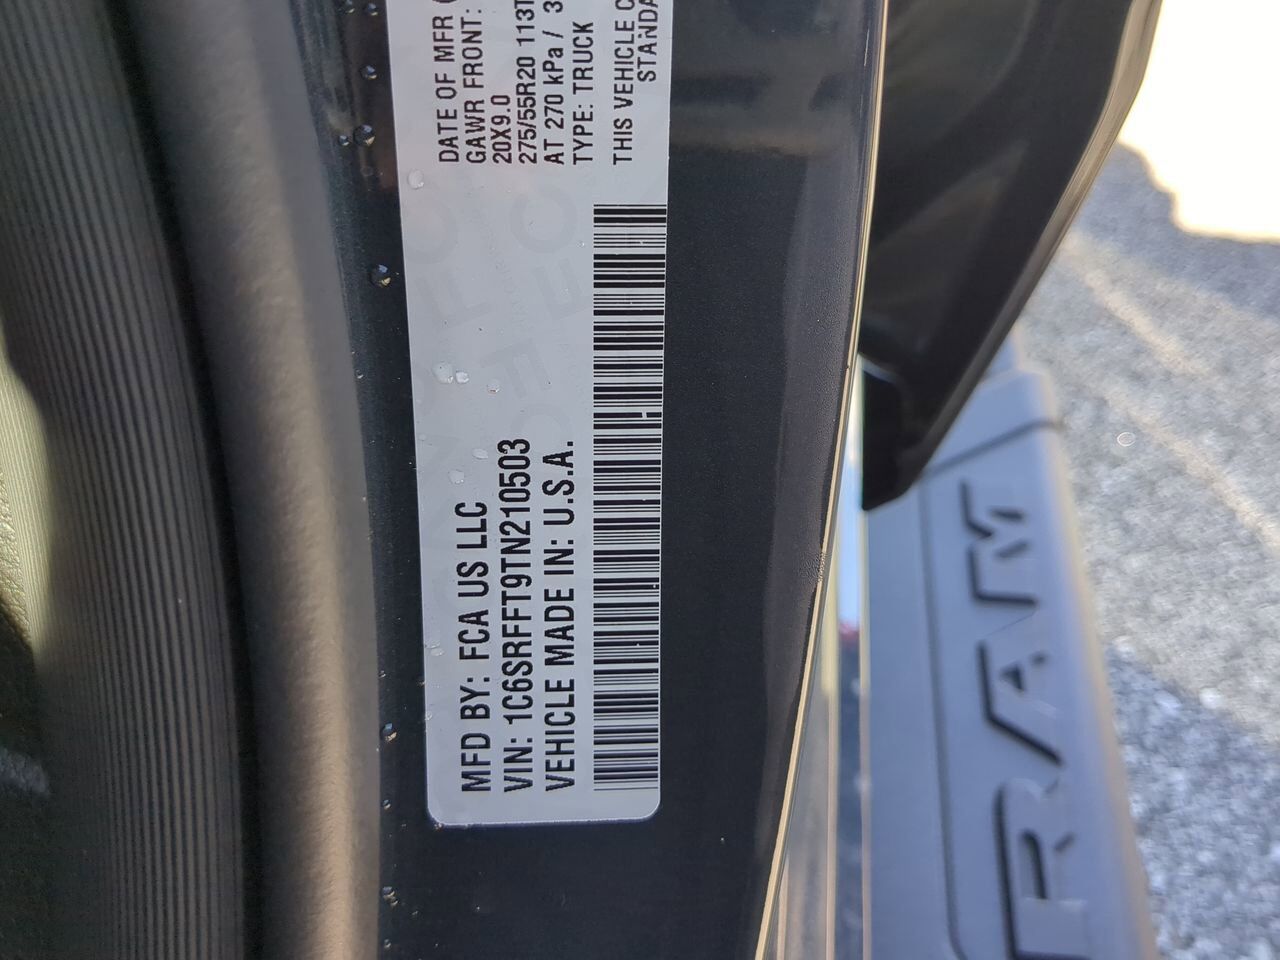 MFD BY: FCA US LLC
VIN: 1C6SRFFT9TN210503
VEHICLE MADE IN: U.S.A.
DATE OF MFR
GAWR FRONT:
20X9.0
275/55R20 113T
AT 270 kPa / 3
TYPE: TRUCK
THIS VEHICLE C
STANDA
RAM